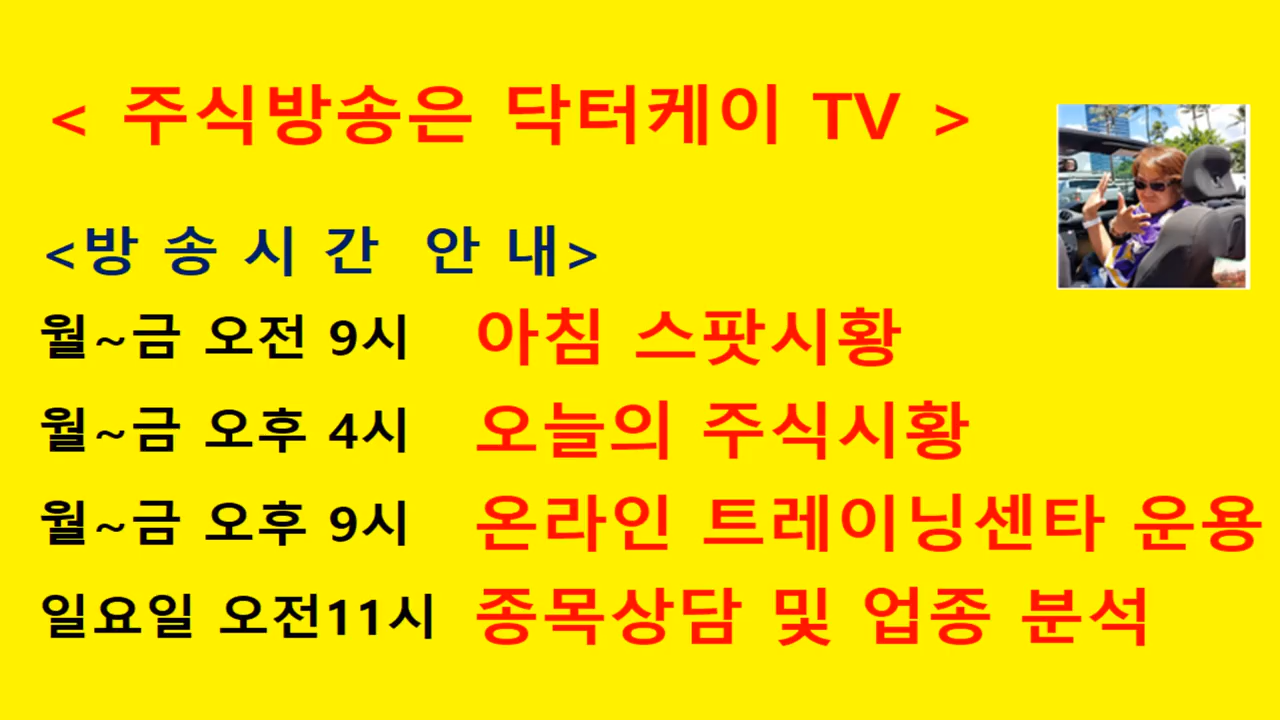 < 주식방송은 닥터케이 TV >
<방 송 시 간 안 내>
월~금 오전 9시 아침 스팟시황
월~금 오후 4시 오늘의 주식시황
월~금 오후 9시 온라인 트레이닝센타 운용
일요일 오전11시 종목상담 및 업종 분석